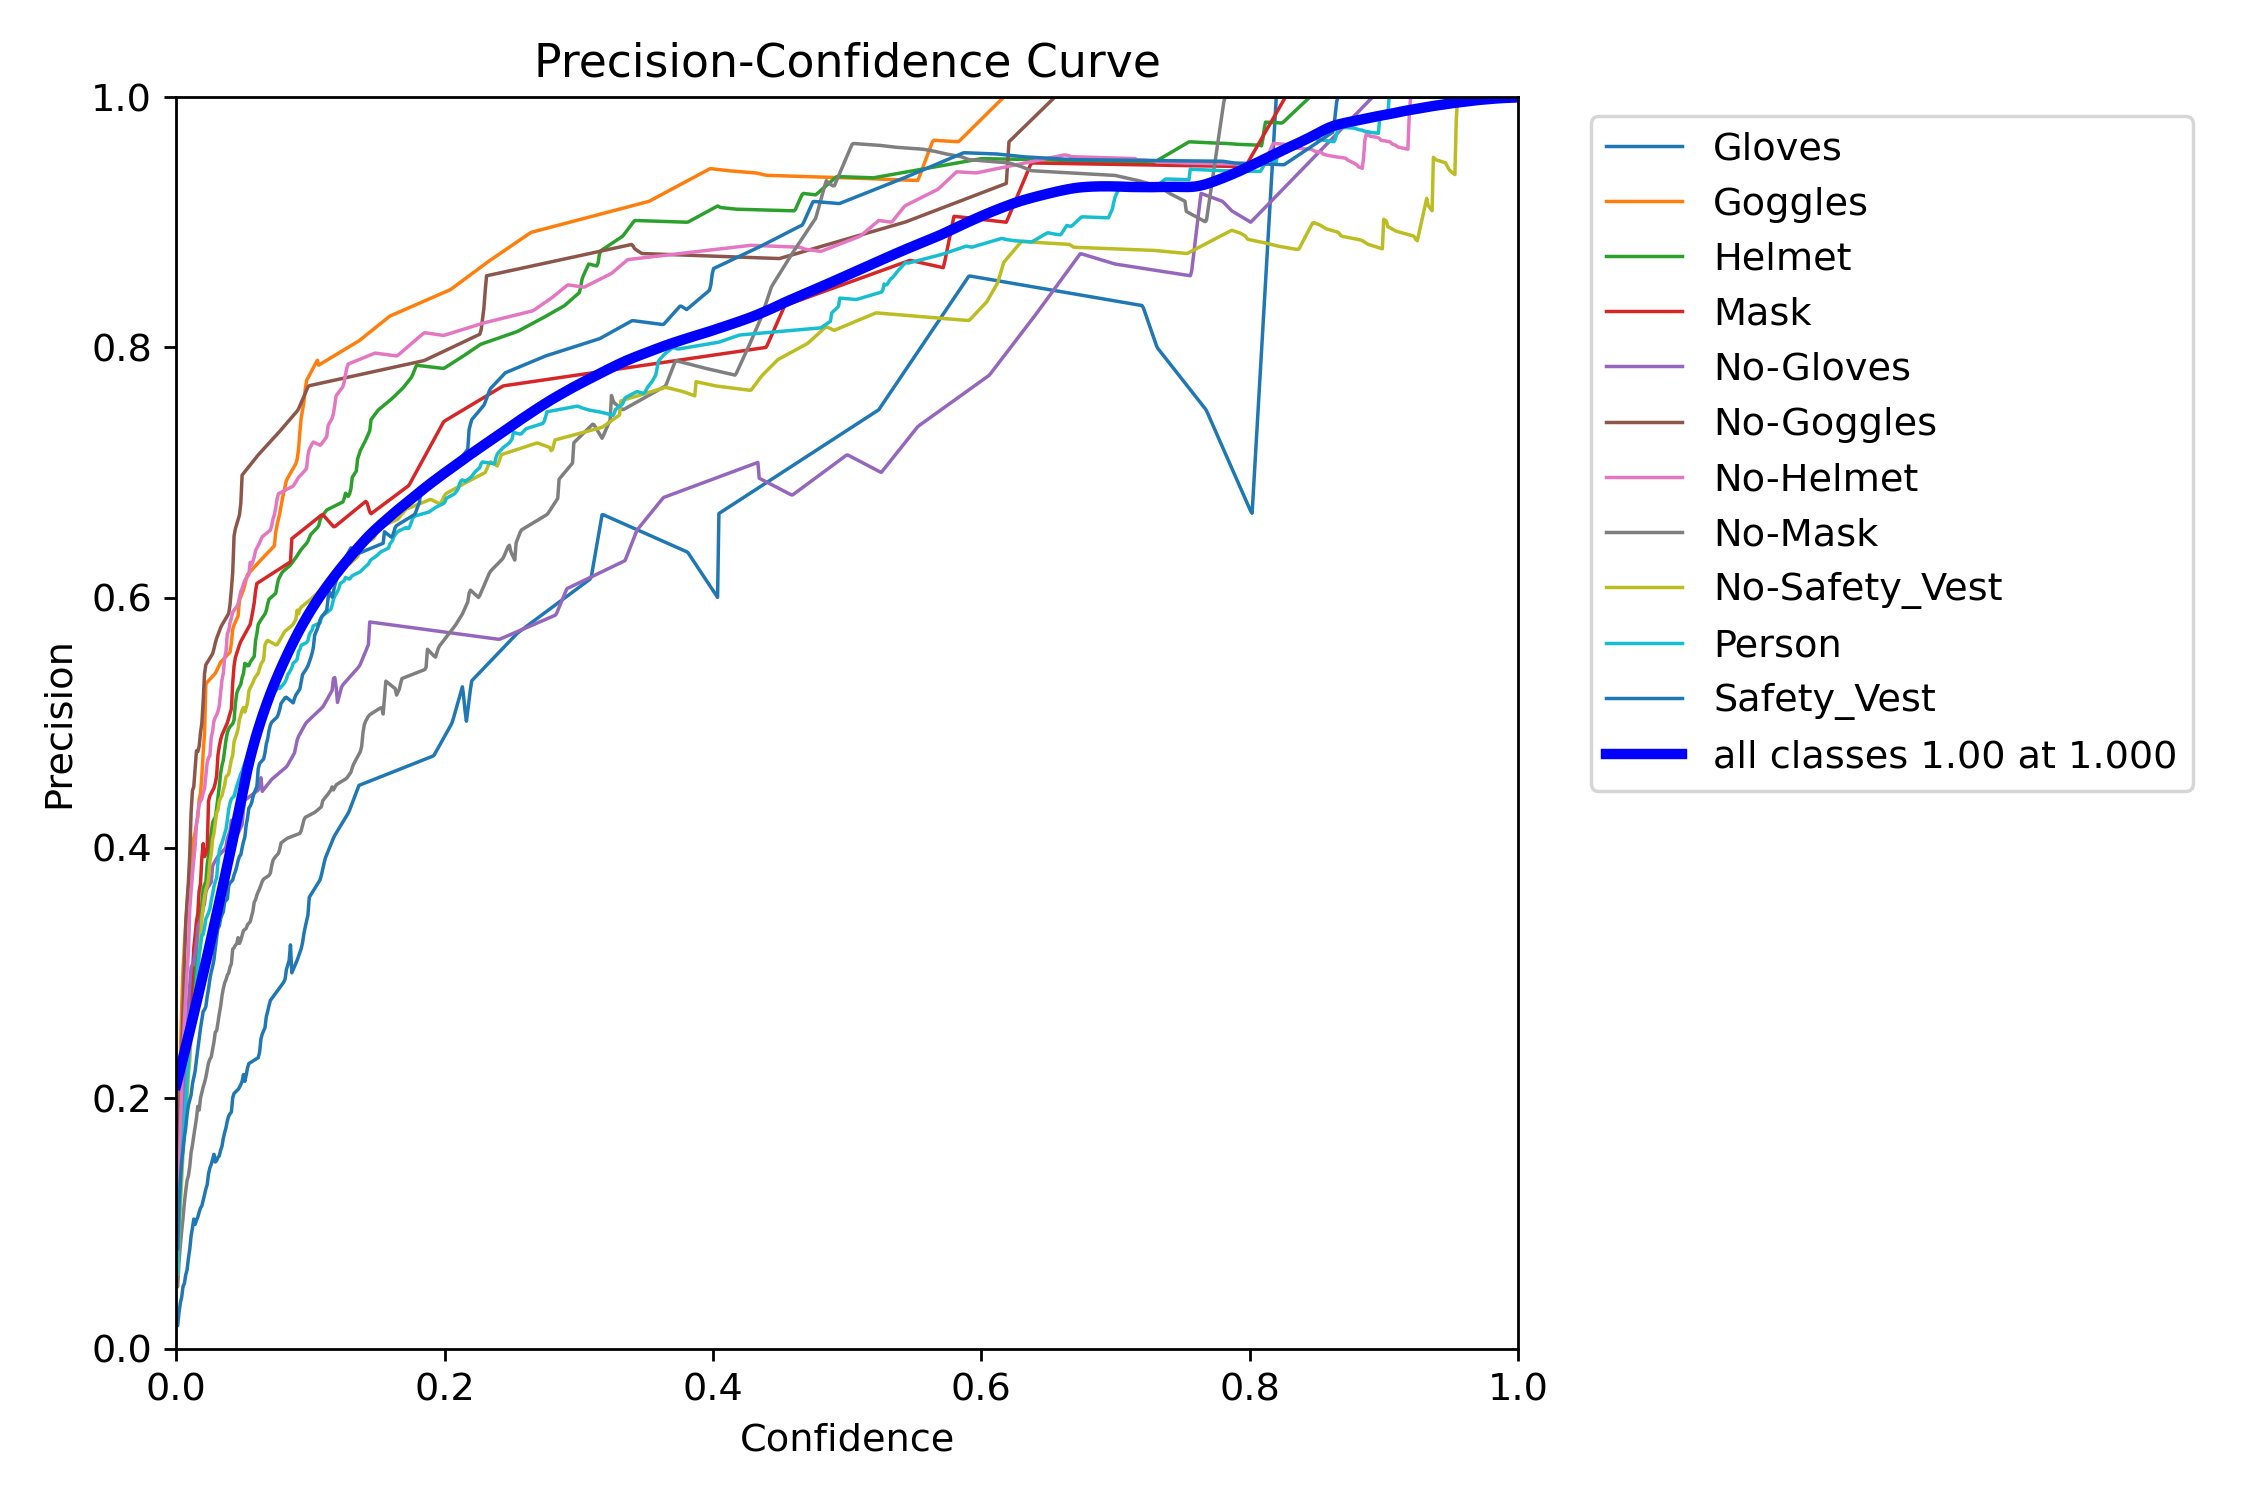 Precision-Confidence Curve
1.0
0.8
0.6
0.4
0.2
0.0
Precision
0.0 0.2 0.4 0.6 0.8 1.0
Confidence
Gloves
Goggles
Helmet
Mask
No-Gloves
No-Goggles
No-Helmet
No-Mask
No-Safety_Vest
Person
Safety_Vest
all classes 1.00 at 1.000